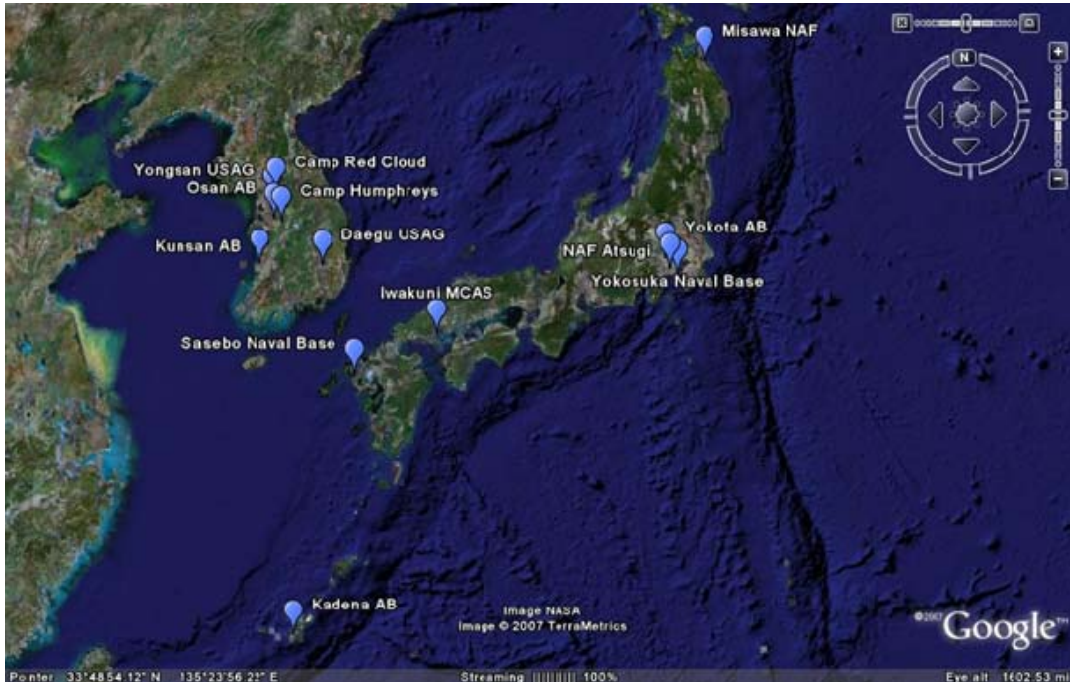 Misawa NAF
Camp Red Cloud
Yongsan USAG
Osan AB
Camp Humphreys
Kunsan AB
Daegu USAG
Yokota AB
NAF Atsugi
Yokosuka Naval Base
Iwakuni MCAS
Sasebo Naval Base
Kadena AB
Image NASA
Image © 2007 TerraMetrics
©2007 Google™
N
+
−
Pointer 33°48'54.12" N 135°23'56.22" E Streaming |||||||||| 100% Eye alt 1602.53 mi